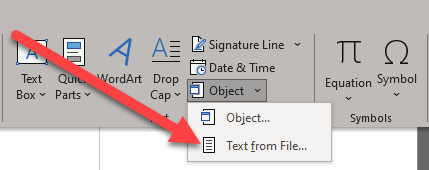 Signature Line
Text Box
Quick Parts
WordArt
Drop Cap
Date & Time
Object
Equation
Symbol
Symbols
Object...
Text from File...